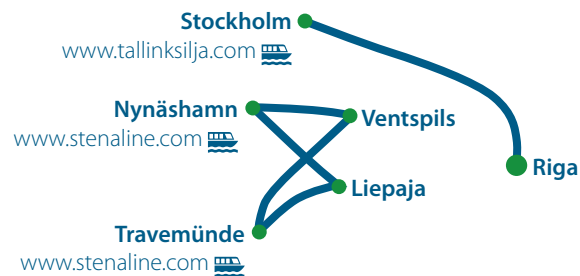 Stockholm
www.tallinksilja.com
Nynäshamn
www.stenaline.com
Ventspils
Liepaja
Riga
Travemünde
www.stenaline.com